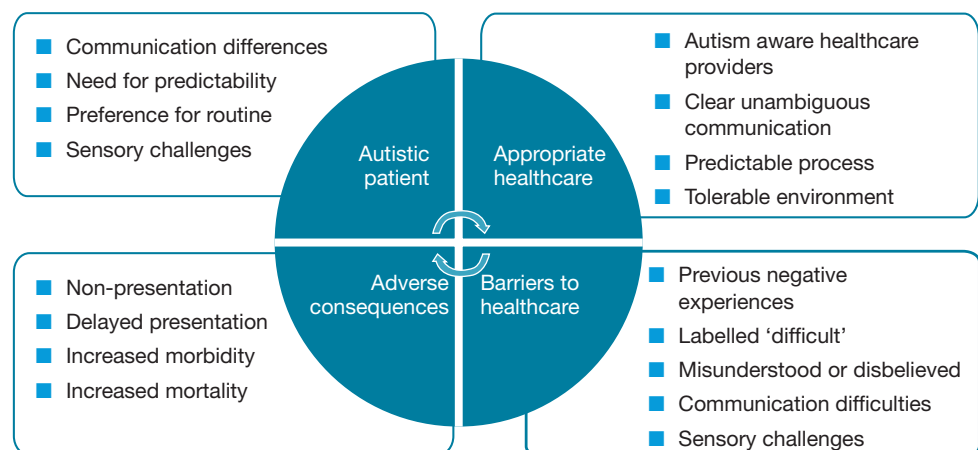 Communication differences
Need for predictability
Preference for routine
Sensory challenges
Autism aware healthcare
providers
Clear unambiguous
communication
Predictable process
Tolerable environment
Autistic
patient
Appropriate
healthcare
Adverse
consequences
Barriers to
healthcare
Non-presentation
Delayed presentation
Increased morbidity
Increased mortality
Previous negative
experiences
Labelled ‘difficult’
Misunderstood or disbelieved
Communication difficulties
Sensory challenges